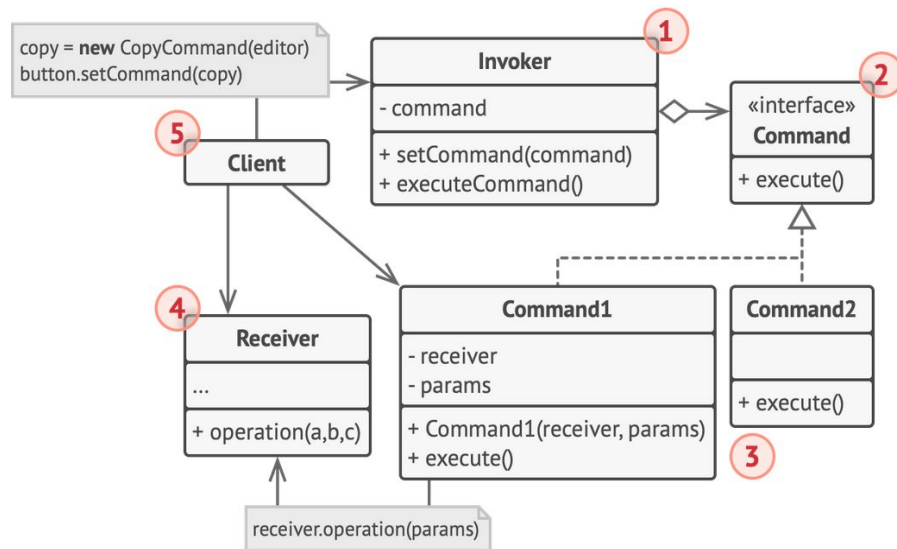 copy = new CopyCommand(editor)
button.setCommand(copy)
1
Invoker
- command
+ setCommand(command)
+ executeCommand()
2
«interface»
Command
+ execute()
5
Client
4
Receiver
...
+ operation(a,b,c)
Command1
- receiver
- params
+ Command1(receiver, params)
+ execute()
Command2
+ execute()
3
receiver.operation(params)